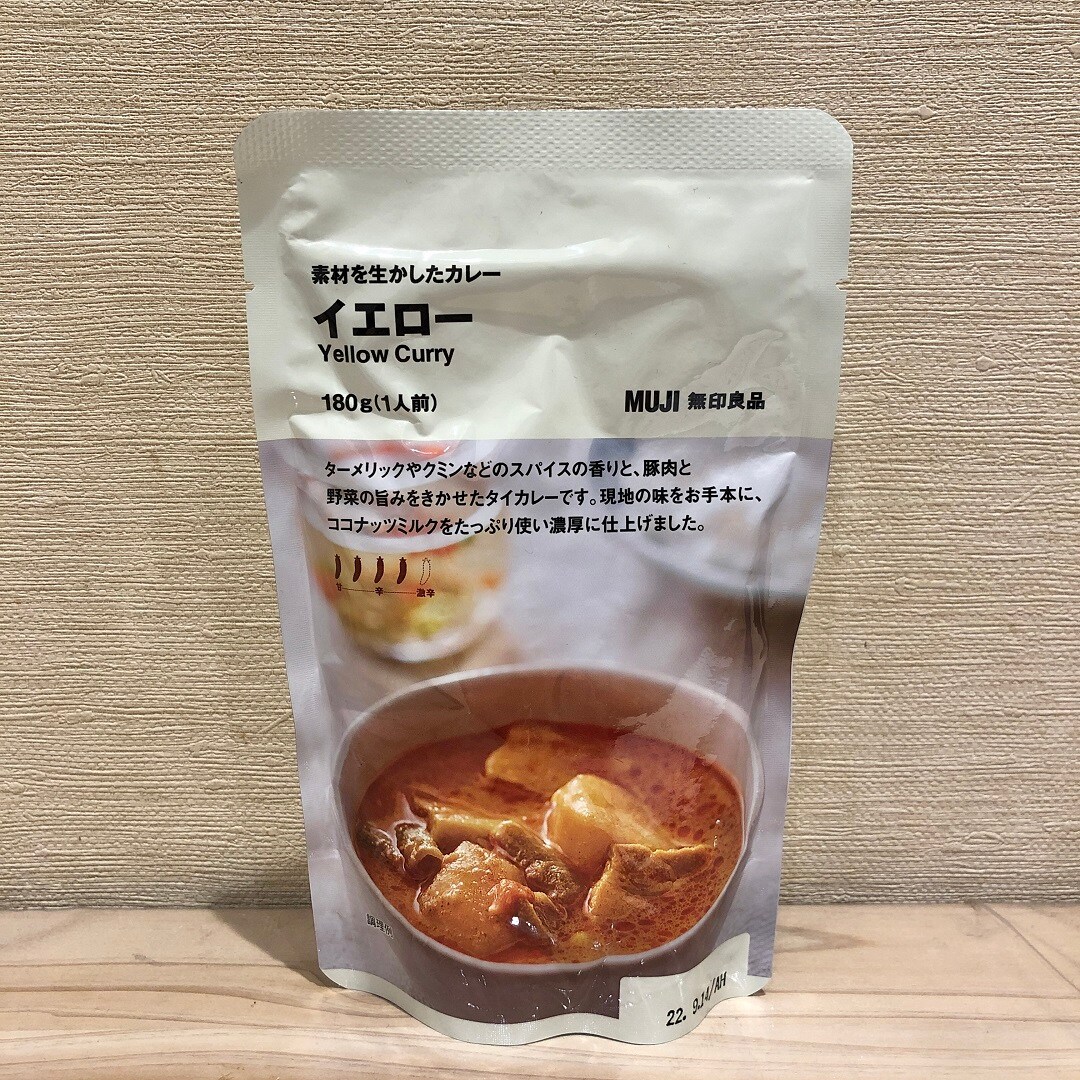 素材を生かしたカレー
イエロー
Yellow Curry
180g(1人前)
MUJI 無印良品
ターメリックやクミンなどのスパイスの香りと、豚肉と
野菜の旨みをきかせたタイカレーです。現地の味をお手本に、
ココナッツミルクをたっぷり使い濃厚に仕上げました。
甘 辛 激辛
調理例
22. 9.14/AH